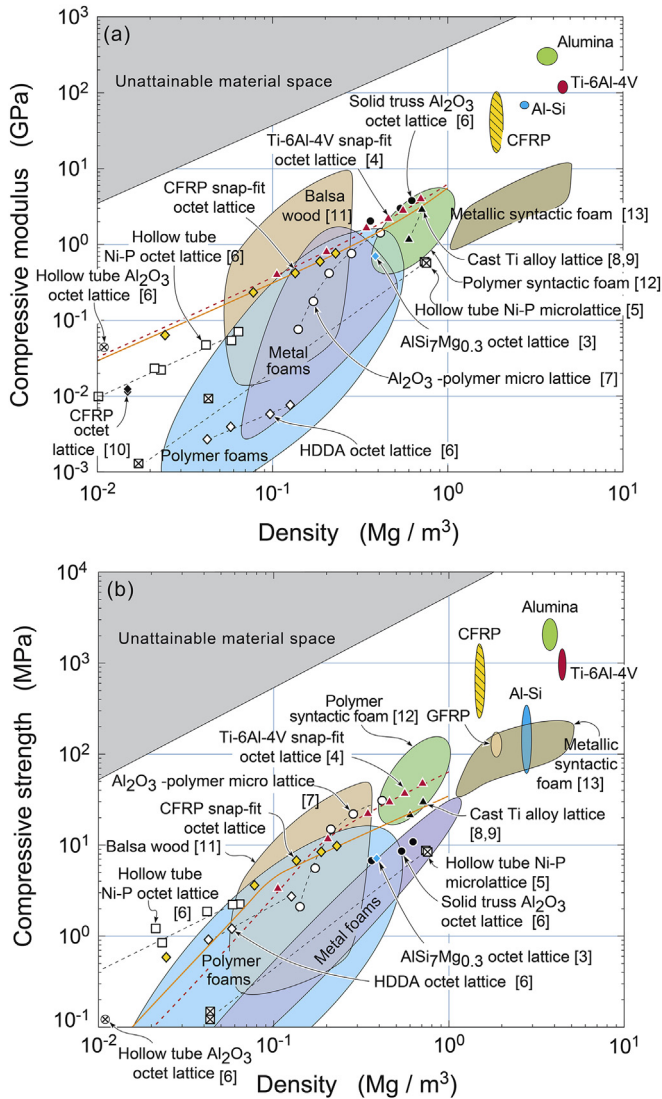 (a)
10³
10²
10¹
10⁰
10⁻¹
10⁻²
10⁻³
Compressive modulus (GPa)
Unattainable material space
Alumina
Ti-6Al-4V
Al-Si
CFRP
Solid truss Al₂O₃
octet lattice [6]
Ti-6Al-4V snap-fit
octet lattice [4]
CFRP snap-fit
octet lattice
Balsa
wood [11]
Hollow tube
Ni-P octet lattice [6]
Hollow tube Al₂O₃
octet lattice [6]
Metallic syntactic foam [13]
Cast Ti alloy lattice [8,9]
Polymer syntactic foam [12]
Hollow tube Ni-P microlattice [5]
AlSi₇Mg₀.₃ octet lattice [3]
Metal
foams
Al₂O₃ -polymer micro lattice [7]
CFRP
octet
lattice [10]
Polymer foams
HDDA octet lattice [6]
10⁻²
10⁻¹
10⁰
10¹
Density (Mg / m³)
(b)
10⁴
10³
10²
10¹
10⁰
10⁻¹
Compressive strength (MPa)
Unattainable material space
Alumina
CFRP
Ti-6Al-4V
Al-Si
Polymer
syntactic foam [12]
GFRP
Ti-6Al-4V snap-fit
octet lattice
[4]
Metallic
syntactic
foam [13]
Al₂O₃ -polymer micro lattice
[7]
CFRP snap-fit
octet lattice
Cast Ti alloy lattice
[8,9]
Balsa wood [11]
Hollow tube
Ni-P octet lattice
[6]
Hollow tube Ni-P
microlattice [5]
Solid truss Al₂O₃
octet lattice [6]
Metal foams
Polymer
foams
AlSi₇Mg₀.₃ octet lattice [3]
HDDA octet lattice [6]
Hollow tube Al₂O₃
octet lattice [6]
10⁻²
10⁻¹
10⁰
10¹
Density (Mg / m³)